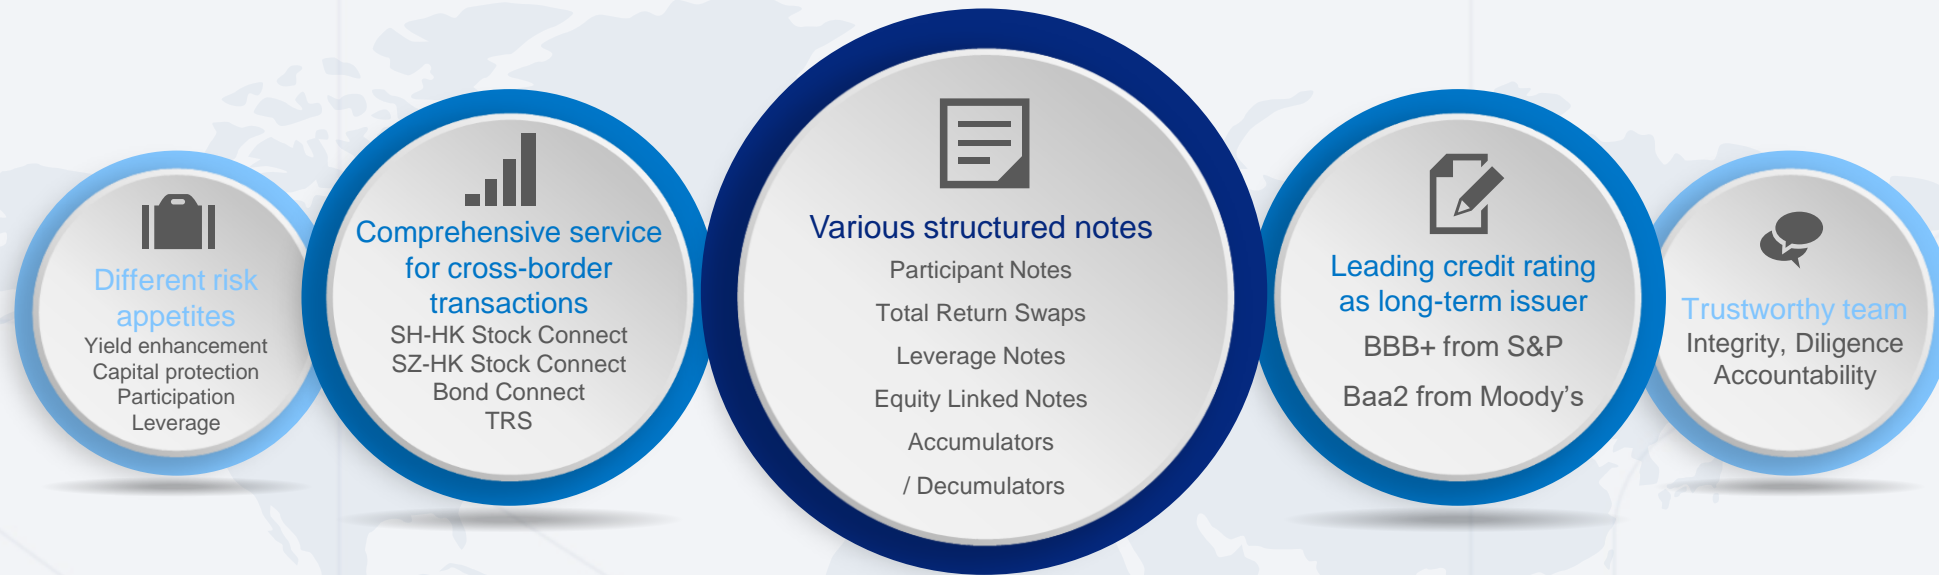 Different risk
appetites
Yield enhancement
Capital protection
Participation
Leverage
Comprehensive service
for cross-border
transactions
SH-HK Stock Connect
SZ-HK Stock Connect
Bond Connect
TRS
Various structured notes
Participant Notes
Total Return Swaps
Leverage Notes
Equity Linked Notes
Accumulators
/ Decumulators
Leading credit rating
as long-term issuer
BBB+ from S&P
Baa2 from Moody’s
Trustworthy team
Integrity, Diligence
Accountability